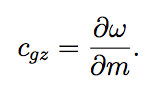 c_{gz} = \frac{\partial \omega}{\partial m}.